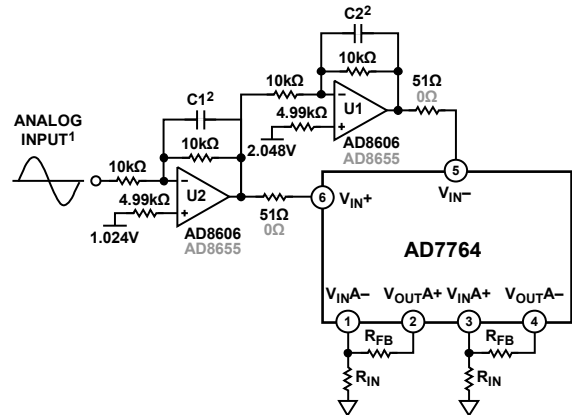 C2²
10kΩ
10kΩ
51Ω
0Ω
U1
4.99kΩ
2.048V
AD8606
AD8655
C1²
ANALOG
INPUT¹
10kΩ
10kΩ
4.99kΩ
U2
1.024V
51Ω
0Ω
AD8606
AD8655
6
VIN+
5
VIN−
AD7764
VINA−
VOUTA+
VINA+
VOUTA−
1
2
3
4
RFB
RFB
RIN
RIN